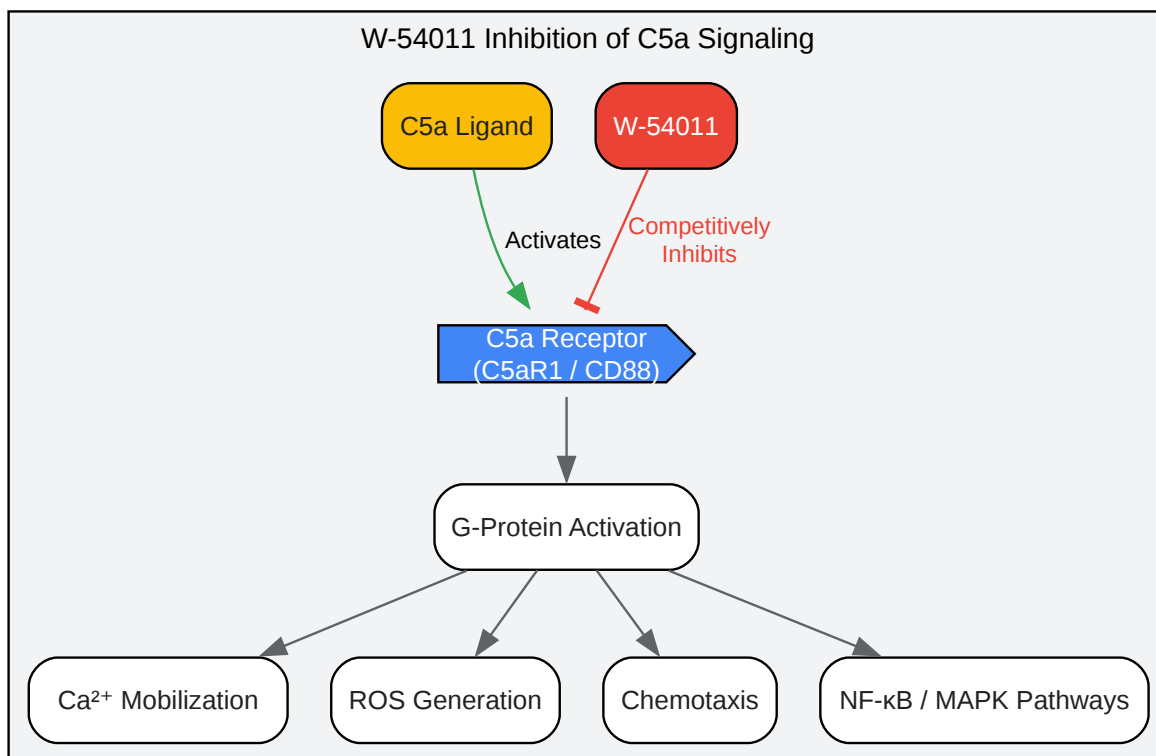 W-54011 Inhibition of C5a Signaling
C5a Ligand
W-54011
Activates
Competitively
Inhibits
C5a Receptor
(C5aR1 / CD88)
G-Protein Activation
Ca²⁺ Mobilization
ROS Generation
Chemotaxis
NF-κB / MAPK Pathways